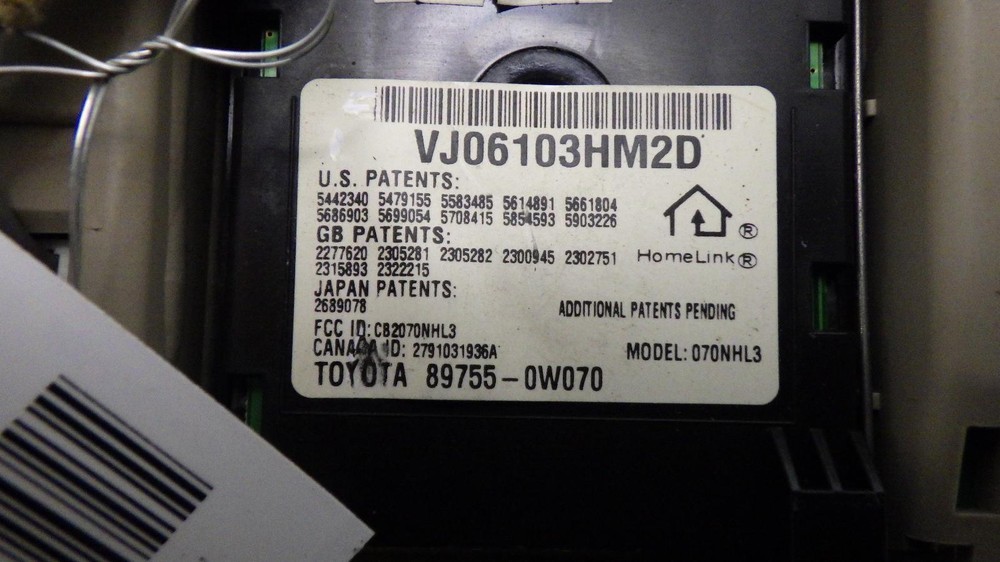 VJ06103HM2D
U.S. PATENTS:
5442340 5479155 5583485 5614891 5661804
5686903 5699054 5708415 5854593 5903226
GB PATENTS:
2277620 2305281 2305282 2300945 2302751
2315893 2322215
HomeLink®
JAPAN PATENTS:
2689078
ADDITIONAL PATENTS PENDING
FCC ID: CB2070NHL3
CANADA ID: 2791031936A
MODEL: 070NHL3
TOYOTA 89755-0W070